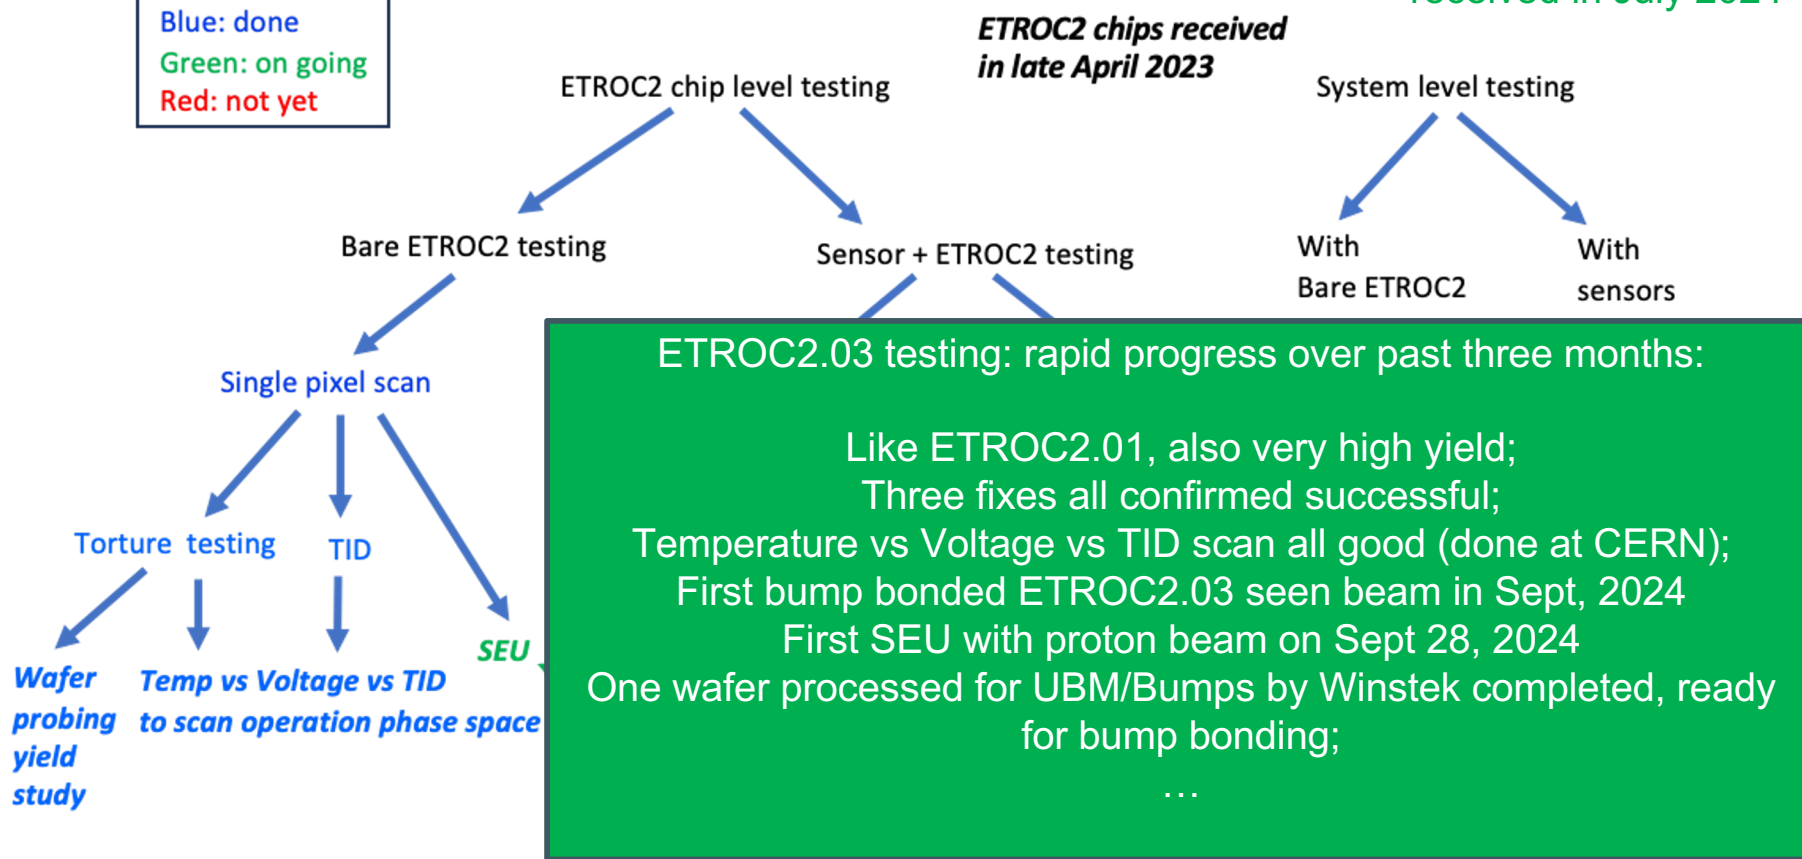 received in July 2024
Blue: done
Green: on going
Red: not yet
ETROC2 chips received
in late April 2023
ETROC2 chip level testing
System level testing
Bare ETROC2 testing
Sensor + ETROC2 testing
With
Bare ETROC2
With
sensors
Single pixel scan
Torture testing
TID
SEU
Wafer
probing
yield
study
Temp vs Voltage vs TID
to scan operation phase space
ETROC2.03 testing: rapid progress over past three months:
Like ETROC2.01, also very high yield;
Three fixes all confirmed successful;
Temperature vs Voltage vs TID scan all good (done at CERN);
First bump bonded ETROC2.03 seen beam in Sept, 2024
First SEU with proton beam on Sept 28, 2024
One wafer processed for UBM/Bumps by Winstek completed, ready
for bump bonding;
…